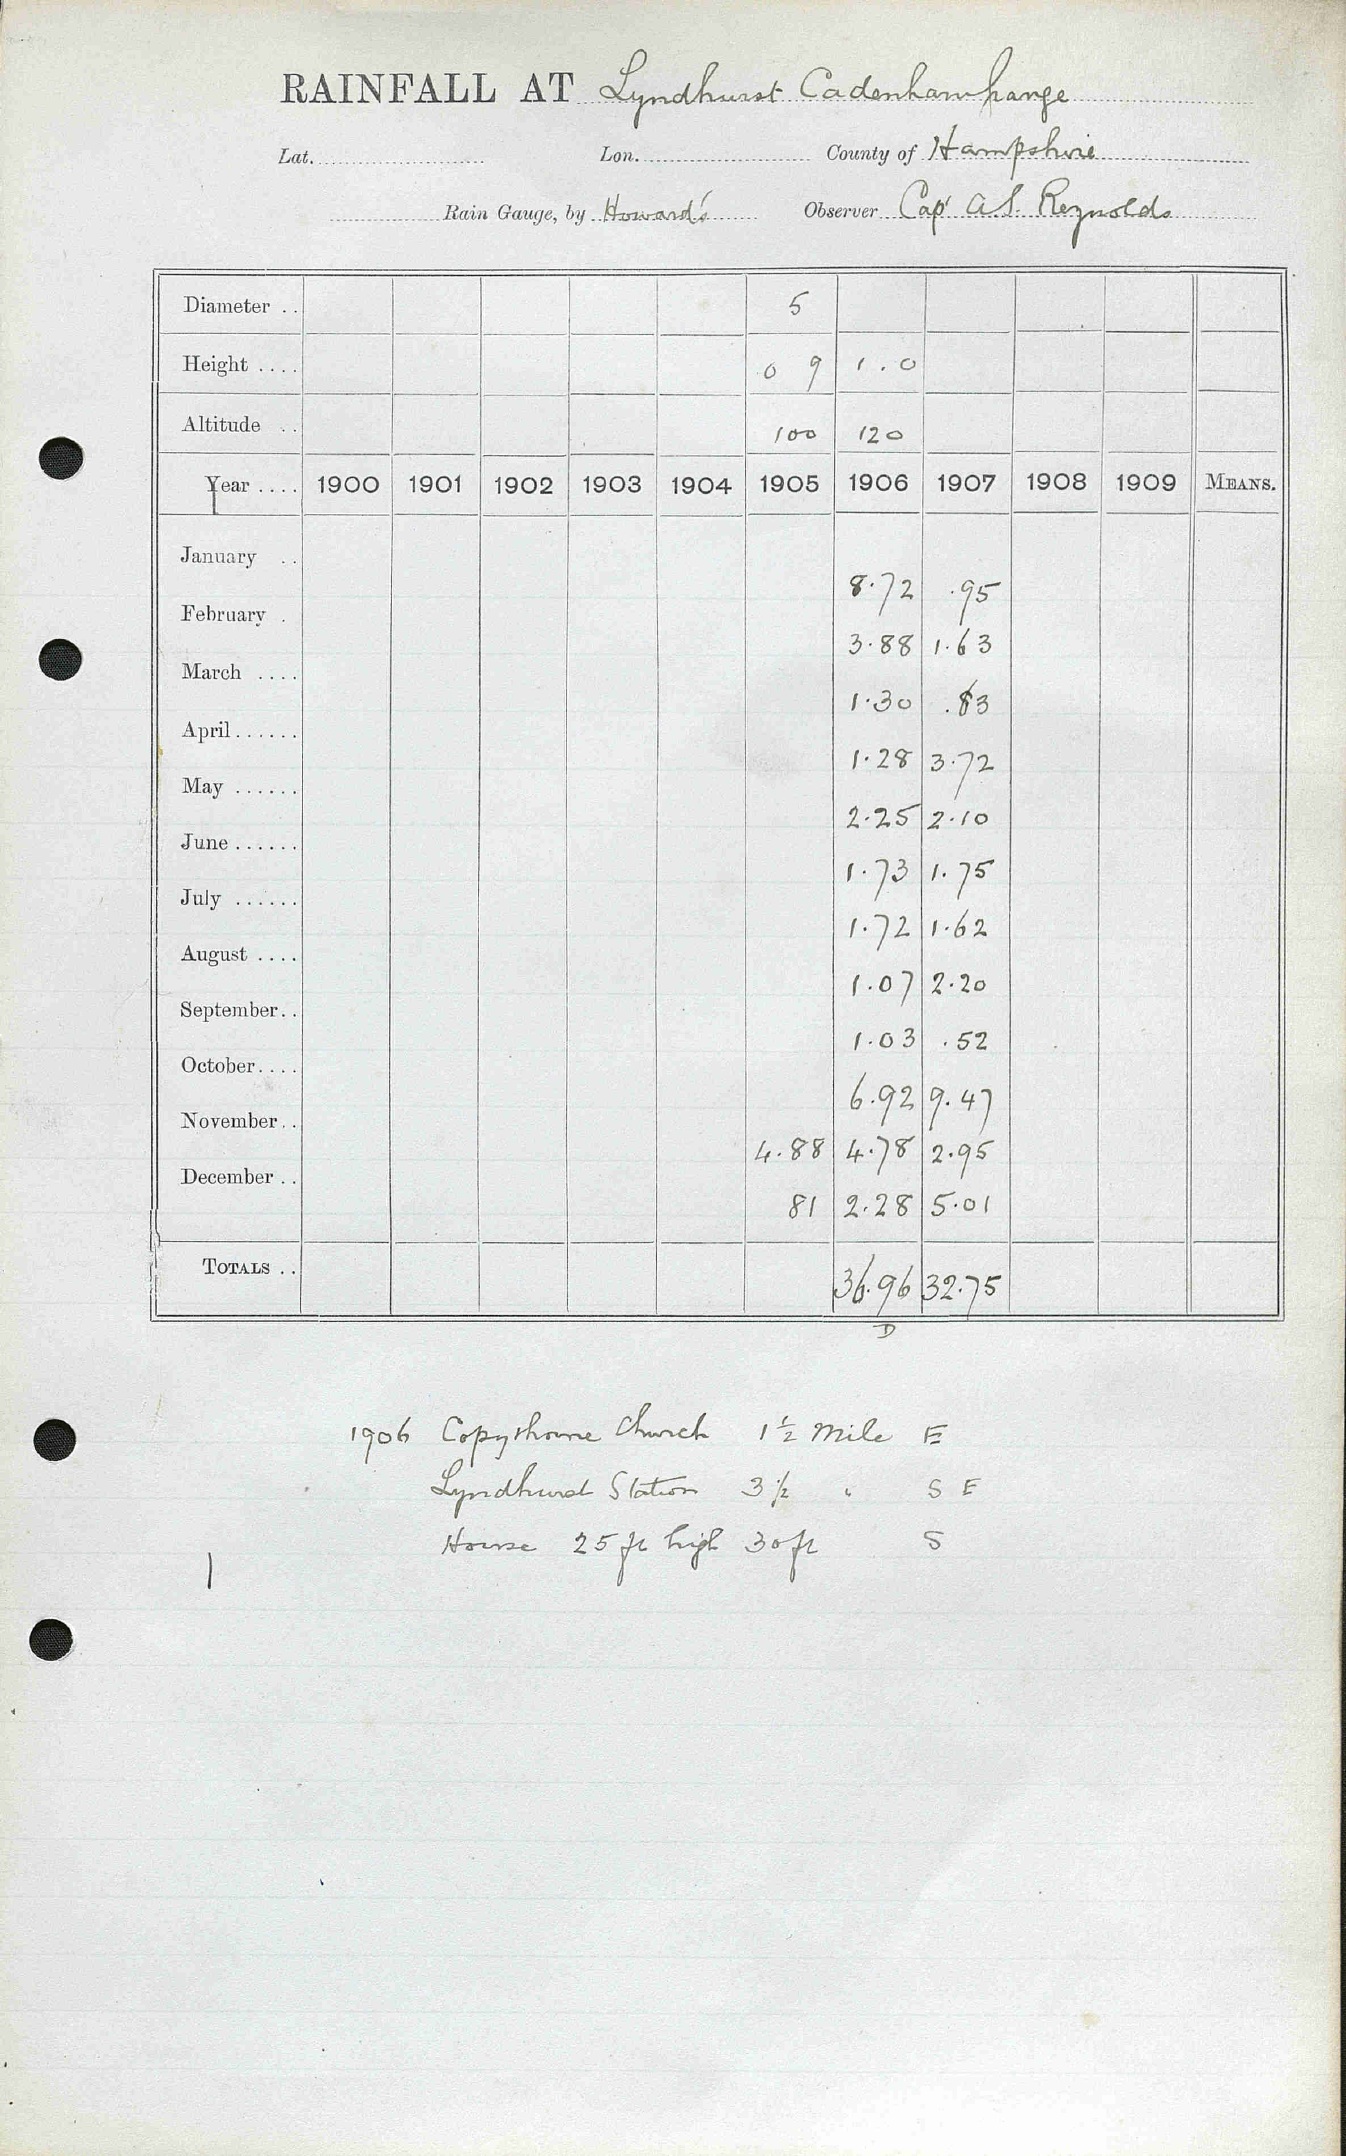 RAINFALL AT Lyndhurst Cadenham Grange
Lat. Lon. County of Hampshire
Rain Gauge, by Howard's Observer Capt A.S. Reynolds
Diameter .. 5
Height .... 0 9 1.0
Altitude .. 100 120
Year .... 1900 1901 1902 1903 1904 1905 1906 1907 1908 1909 MEANS.
January .. 8.72 .95
February . 3.88 1.63
March .... 1.30 .83
April...... 1.28 3.72
May ...... 2.25 2.10
June ...... 1.73 1.75
July ...... 1.72 1.62
August .... 1.07 2.20
September.. 1.03 .52
October.... 6.92 9.47
November.. 4.88 4.78 2.95
December .. 81 2.28 5.01
TOTALS .. 36.96 32.75
D
1906 Copythorne Church 1½ Mile E
Lyndhurst Station 3½ " S E
House 25 ft high 30 ft S